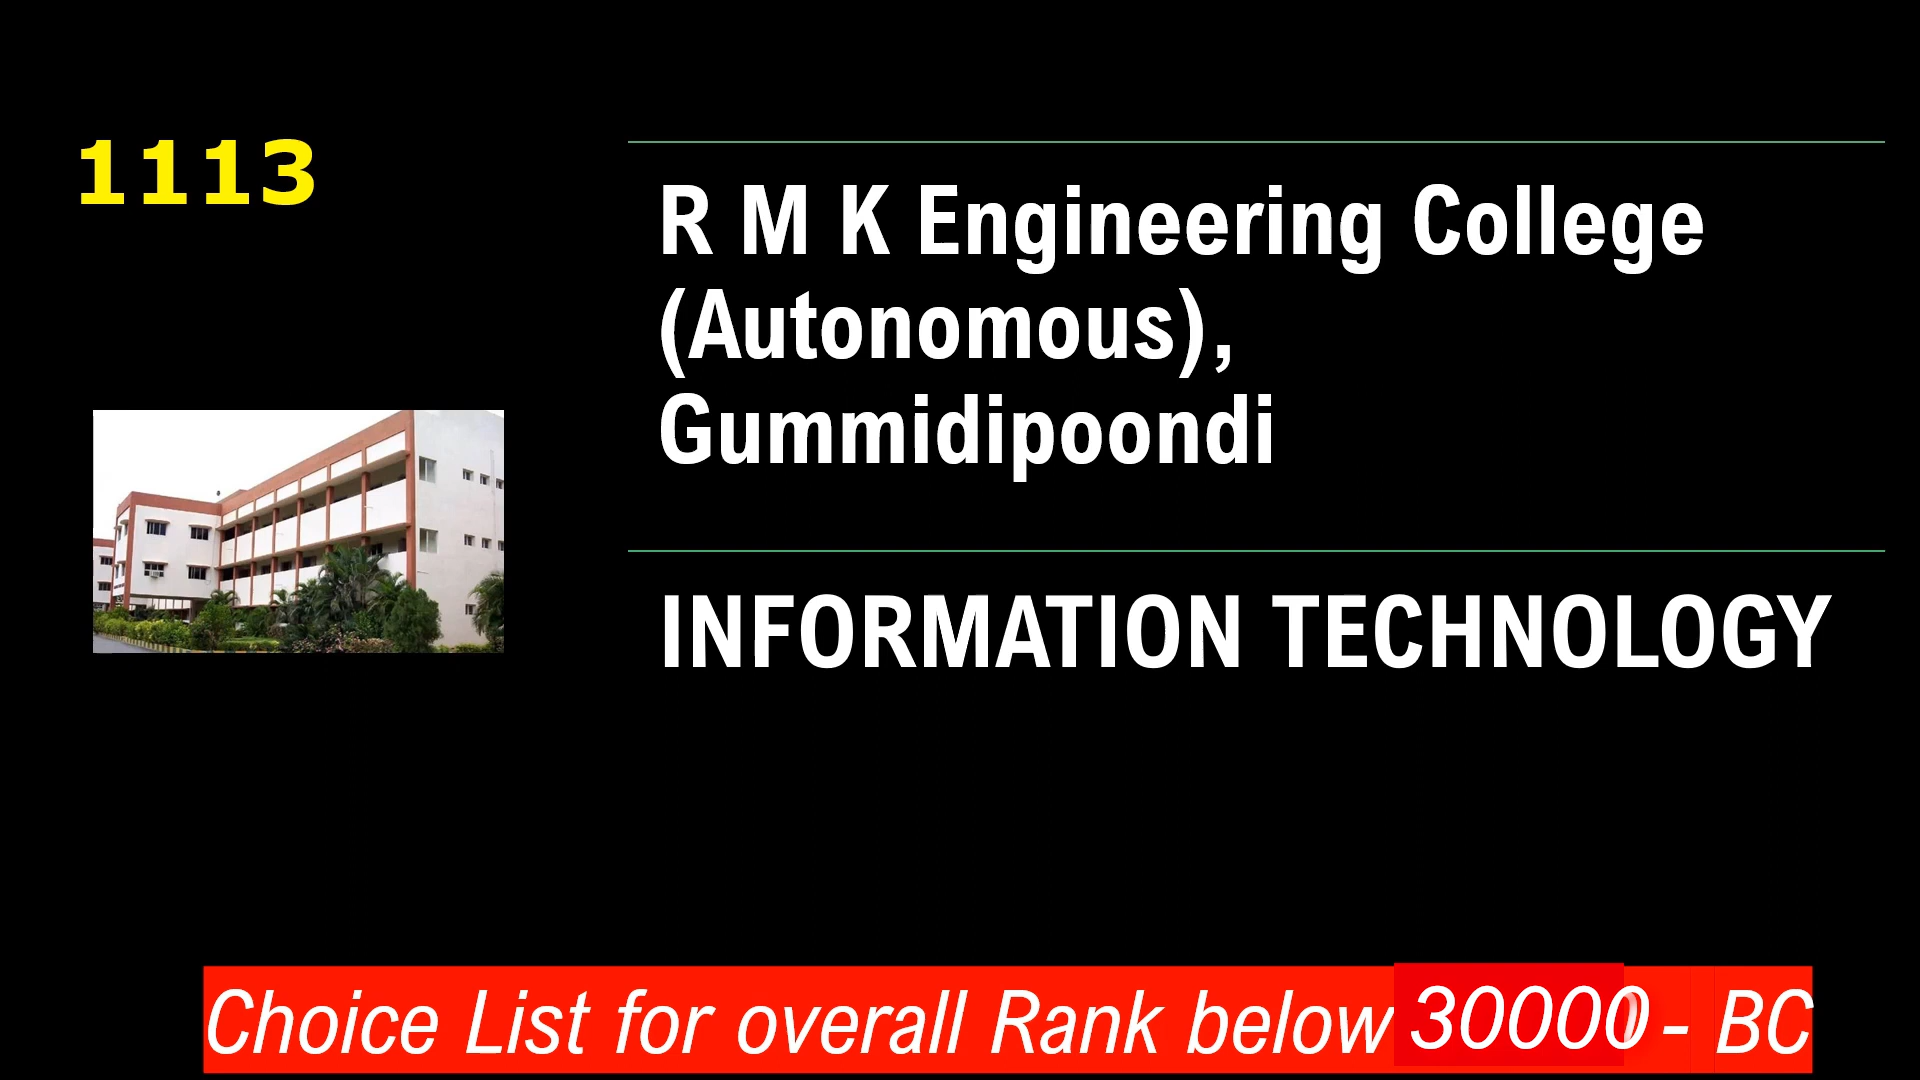 1113
R M K Engineering College
(Autonomous),
Gummidipoondi
INFORMATION TECHNOLOGY
Choice List for overall Rank below 30000 - BC